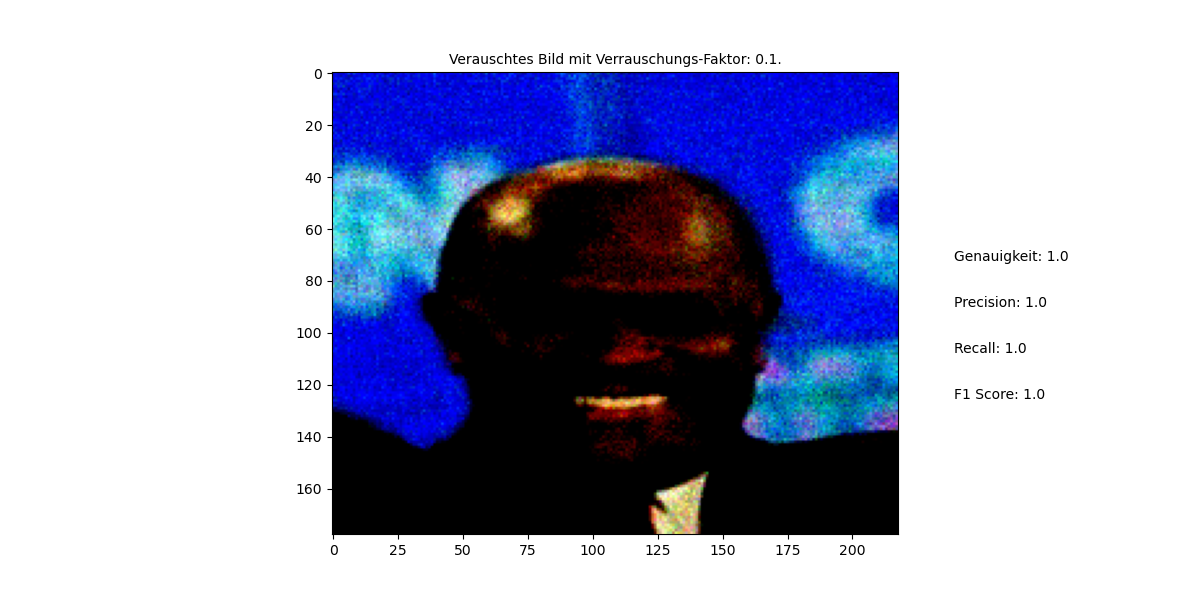 Verauschtes Bild mit Verrauschungs-Faktor: 0.1.
0
20
40
60
80
100
120
140
160
0 25 50 75 100 125 150 175 200
Genauigkeit: 1.0
Precision: 1.0
Recall: 1.0
F1 Score: 1.0